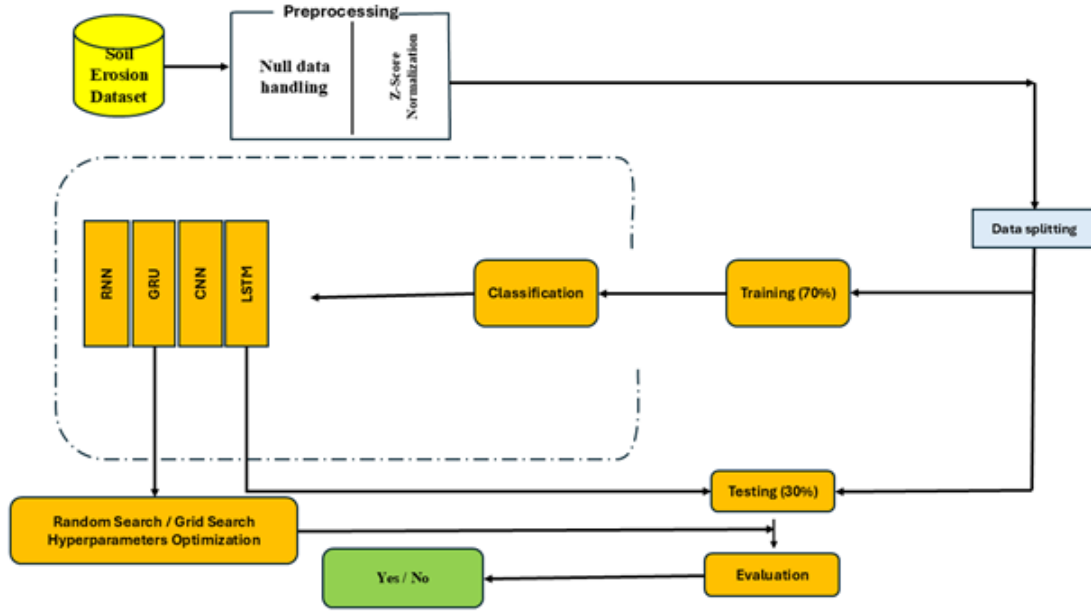 Preprocessing
Soil
Erosion
Dataset
Null data
handling
Z-Score
Normalization
Data splitting
RNN
GRU
CNN
LSTM
Classification
Training (70%)
Testing (30%)
Random Search / Grid Search
Hyperparameters Optimization
Yes / No
Evaluation